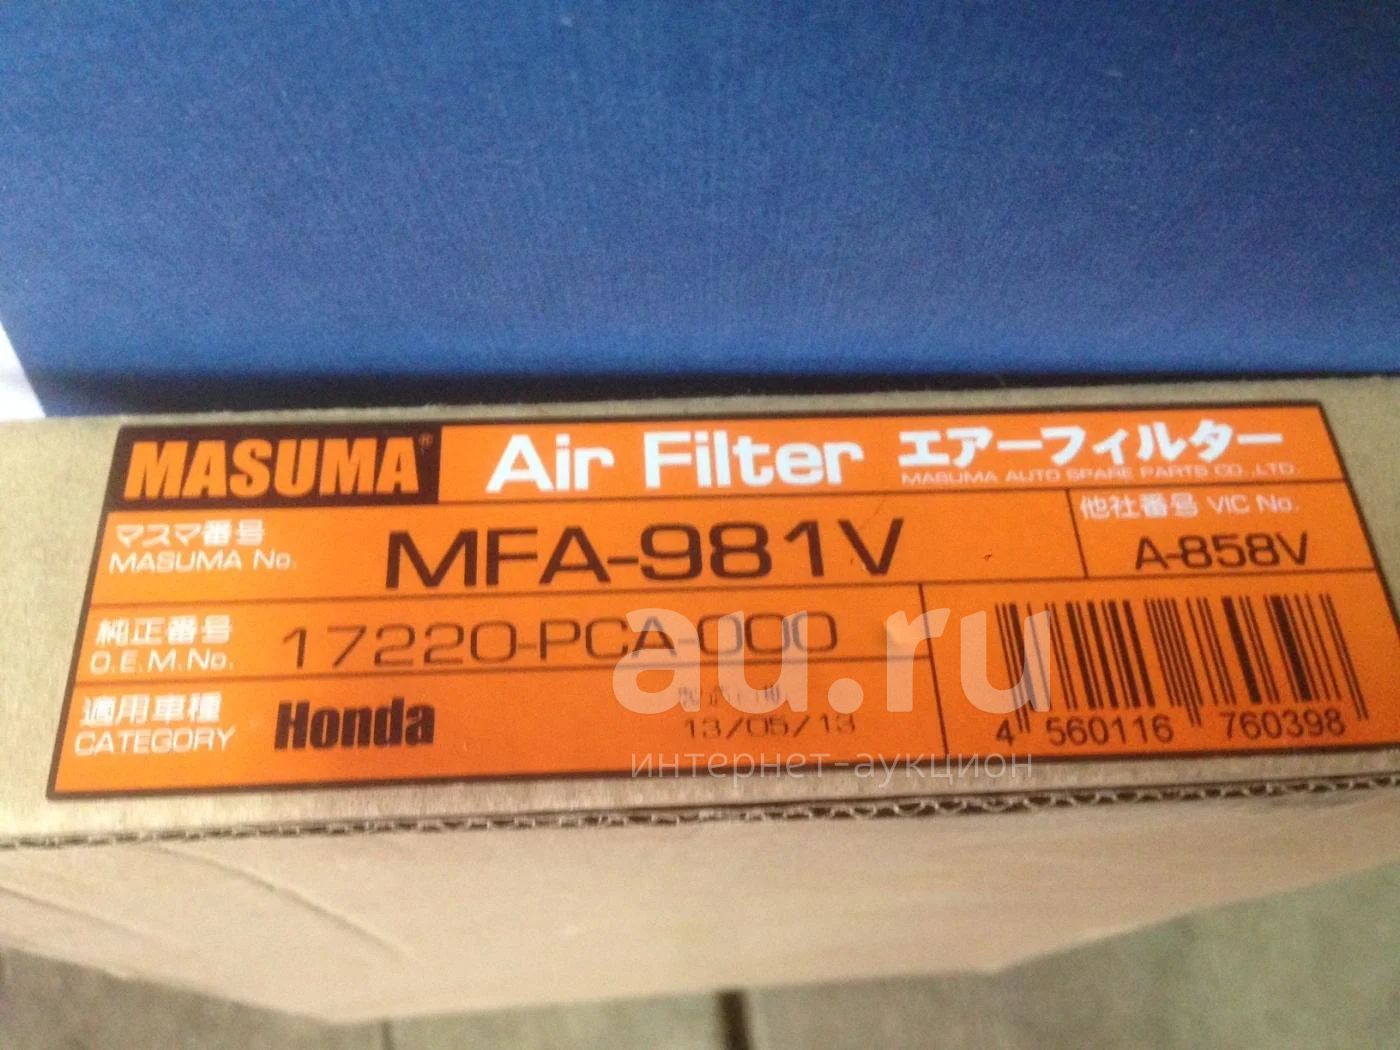 MASUMA®
Air Filter エアーフィルター
MASUMA AUTO SPARE PARTS CO.,LTD.
マスマ番号
MASUMA No.
MFA-981V
他社番号 VIC No.
A-858V
純正番号
O.E.M.No.
17220-PCA-000
適用車種
CATEGORY
Honda
13/05/13
4 560116 760398
au.ru
интернет-аукцион